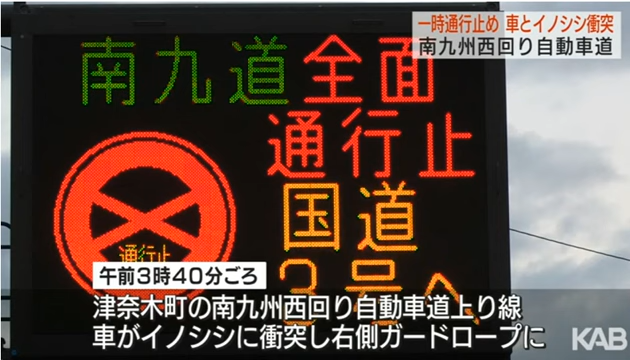 一時通行止め 車とイノシシ衝突
南九州西回り自動車道
南九道全面
通行止
国道
3号へ
通行止
午前3時40分ごろ
津奈木町の南九州西回り自動車道上り線
車がイノシシに衝突し右側ガードロープに
KAB